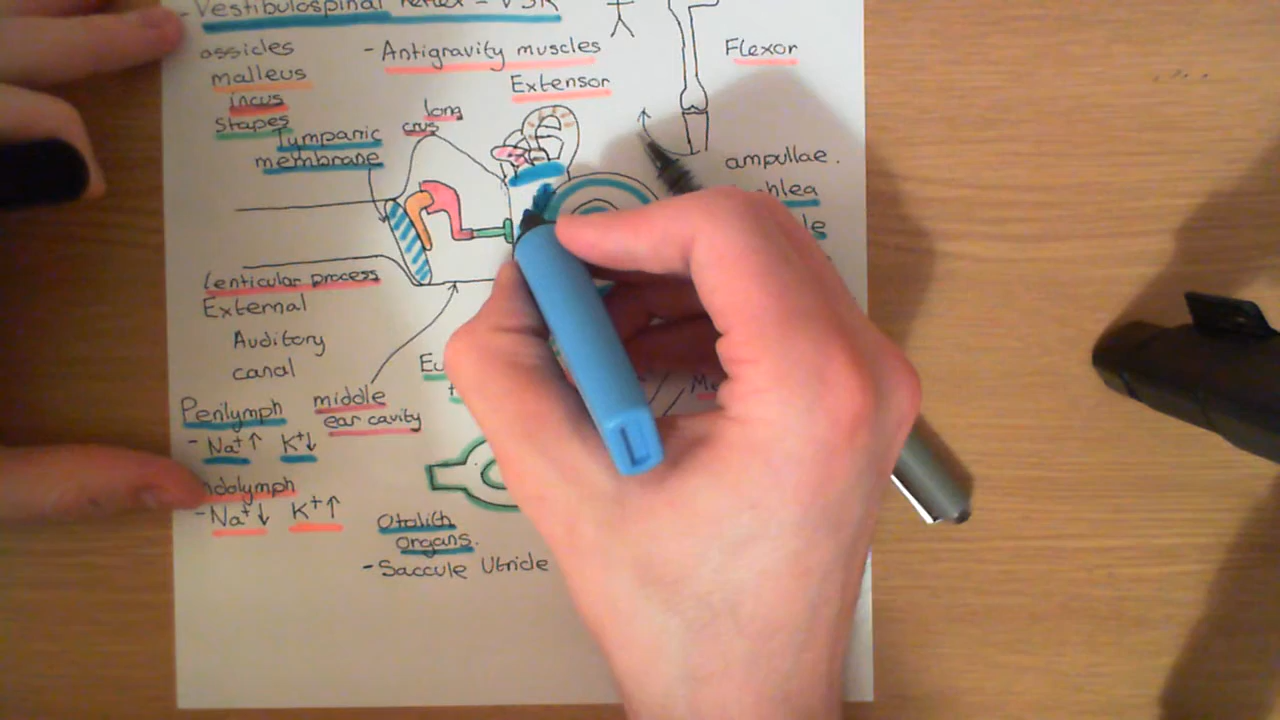 Vestibulospinal reflex - VSR
ossicles
malleus
incus
stapes
- Antigravity muscles
Extensor
Flexor
long
crus
Tympanic
membrane
ampullae.
Lenticular process
External
Auditory
canal
middle
ear cavity
Perilymph
- Na+↑ K+↓
- Na+↓ K+↑
Otolith
Organs.
- Saccule Utricle